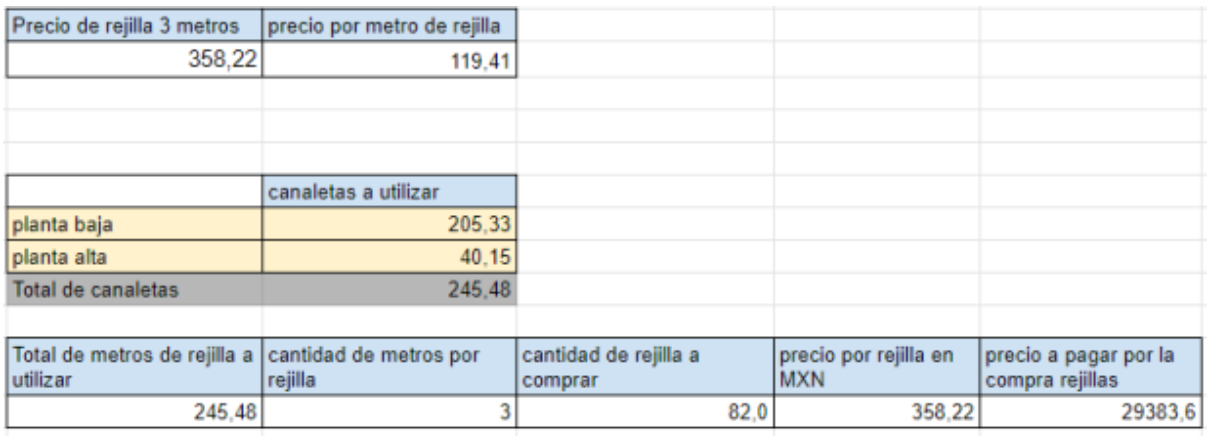 Precio de rejilla 3 metros precio por metro de rejilla
358,22 119,41
canaletas a utilizar
planta baja 205,33
planta alta 40,15
Total de canaletas 245,48
Total de metros de rejilla a cantidad de metros por cantidad de rejilla a precio por rejilla en precio a pagar por la
utilizar rejilla comprar MXN compra rejillas
245,48 3 82,0 358,22 29383,6